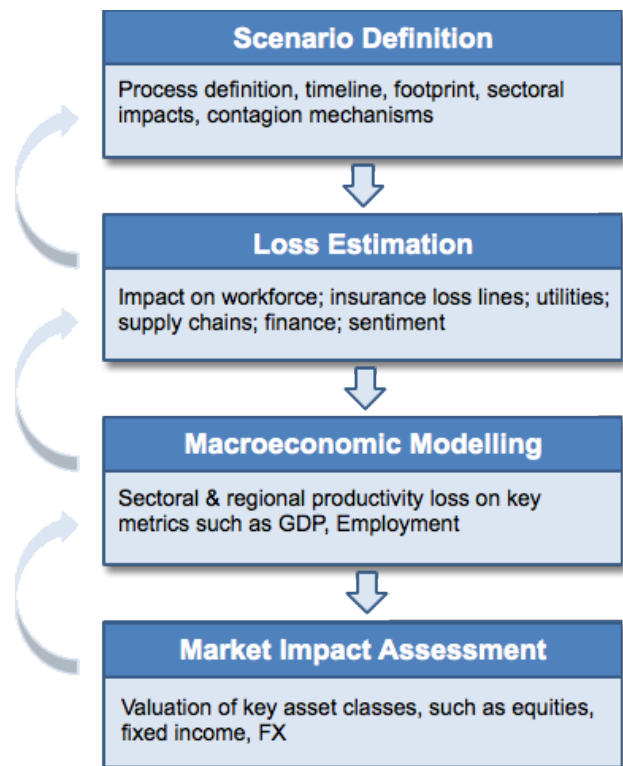 Scenario Definition
Process definition, timeline, footprint, sectoral
impacts, contagion mechanisms
Loss Estimation
Impact on workforce; insurance loss lines; utilities;
supply chains; finance; sentiment
Macroeconomic Modelling
Sectoral & regional productivity loss on key
metrics such as GDP, Employment
Market Impact Assessment
Valuation of key asset classes, such as equities,
fixed income, FX